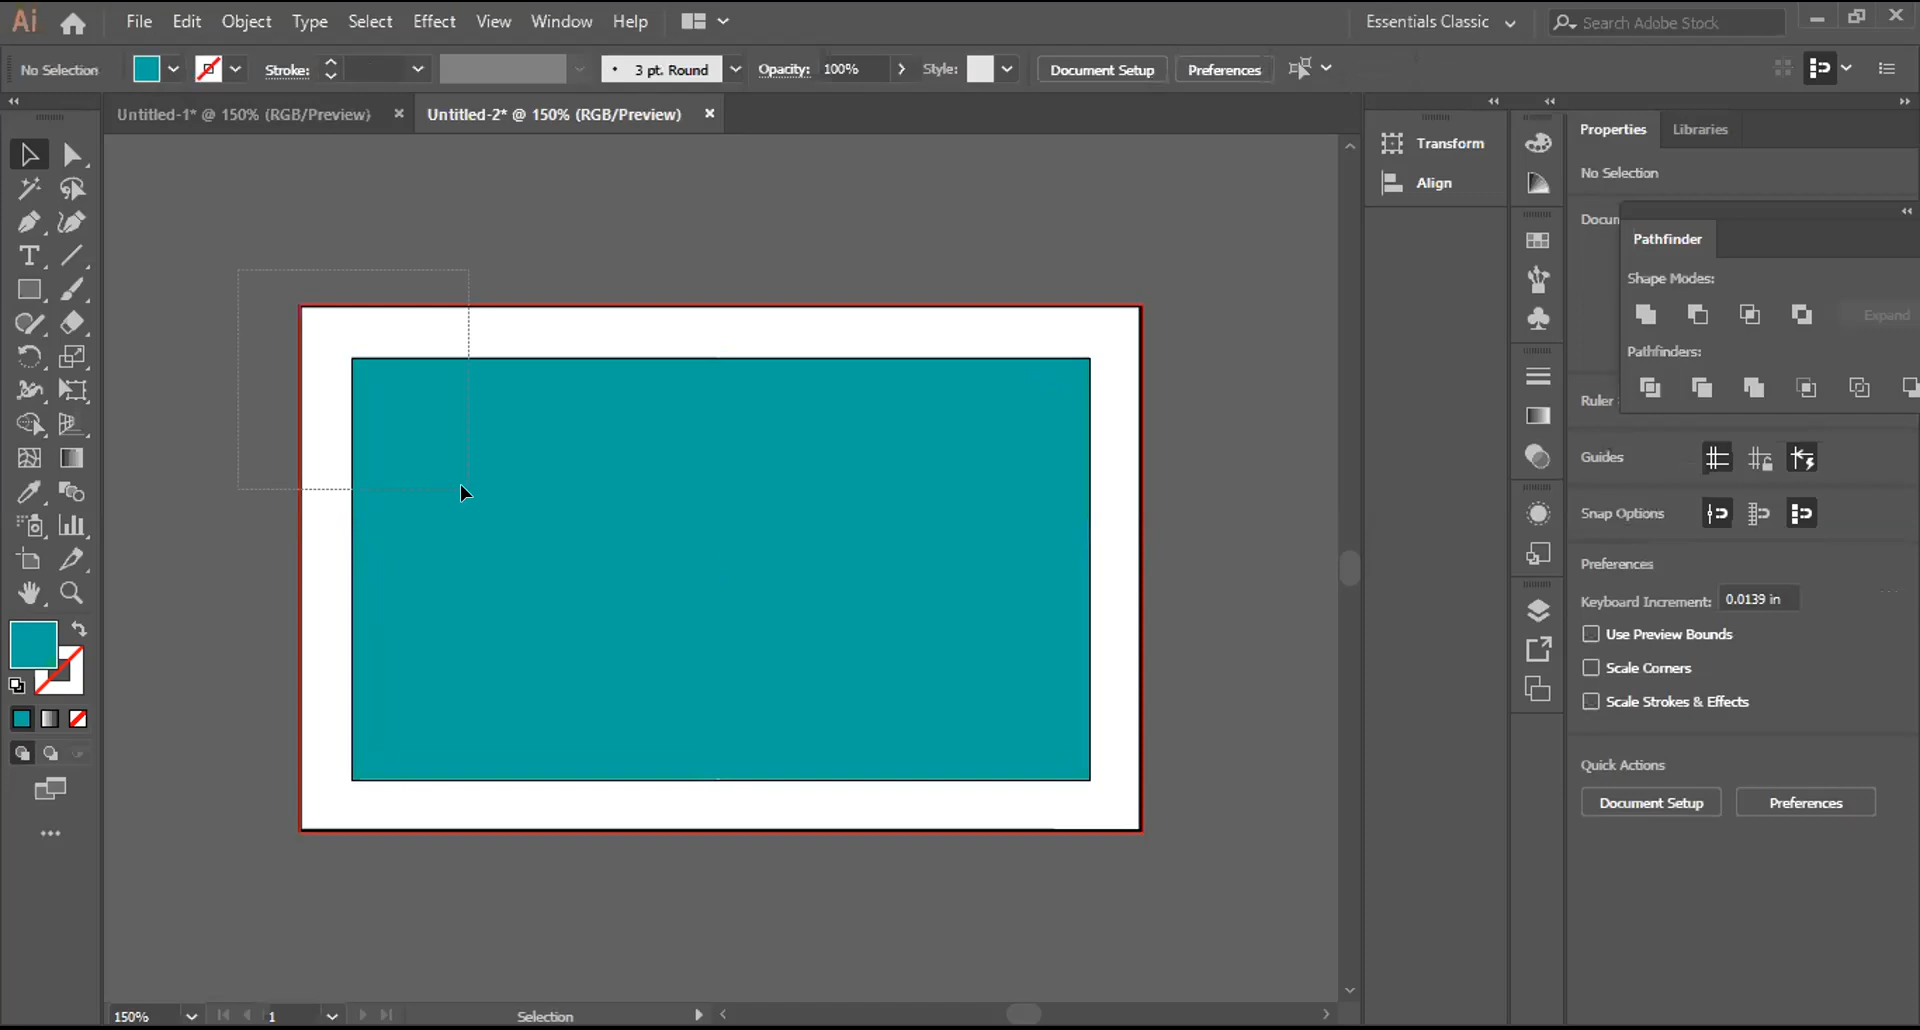 Ai File Edit Object Type Select Effect View Window Help Essentials Classic Search Adobe Stock
No Selection Stroke: 3 pt. Round Opacity: 100% Style: Document Setup Preferences
Untitled-1* @ 150% (RGB/Preview) Untitled-2* @ 150% (RGB/Preview)
Transform
Align
Properties Libraries
No Selection
Docum
Pathfinder
Shape Modes:
Expand
Pathfinders:
Ruler
Guides
Snap Options
Preferences
Keyboard Increment: 0.0139 in
Use Preview Bounds
Scale Corners
Scale Strokes & Effects
Quick Actions
Document Setup Preferences
150% 1 Selection